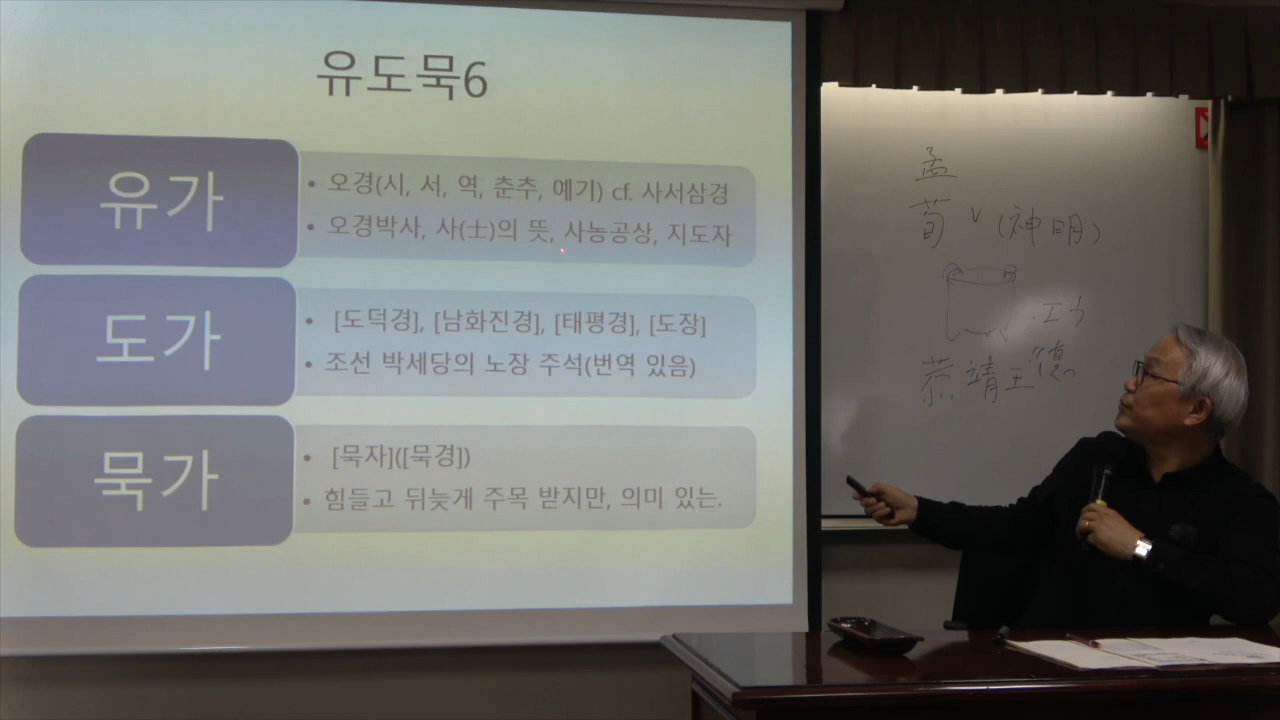 유도묵6
유가
• 오경(시, 서, 역, 춘추, 예기) cf. 사서삼경
• 오경박사, 사(士)의 뜻, 사농공상, 지도자
도가
• [도덕경], [남화진경], [태평경], [도장]
• 조선 박세당의 노장 주석(번역 있음)
묵가
• [묵자]([묵경])
• 힘들고 뒤늦게 주목 받지만, 의미 있는.
孟
荀 v (神明)
恭靖王